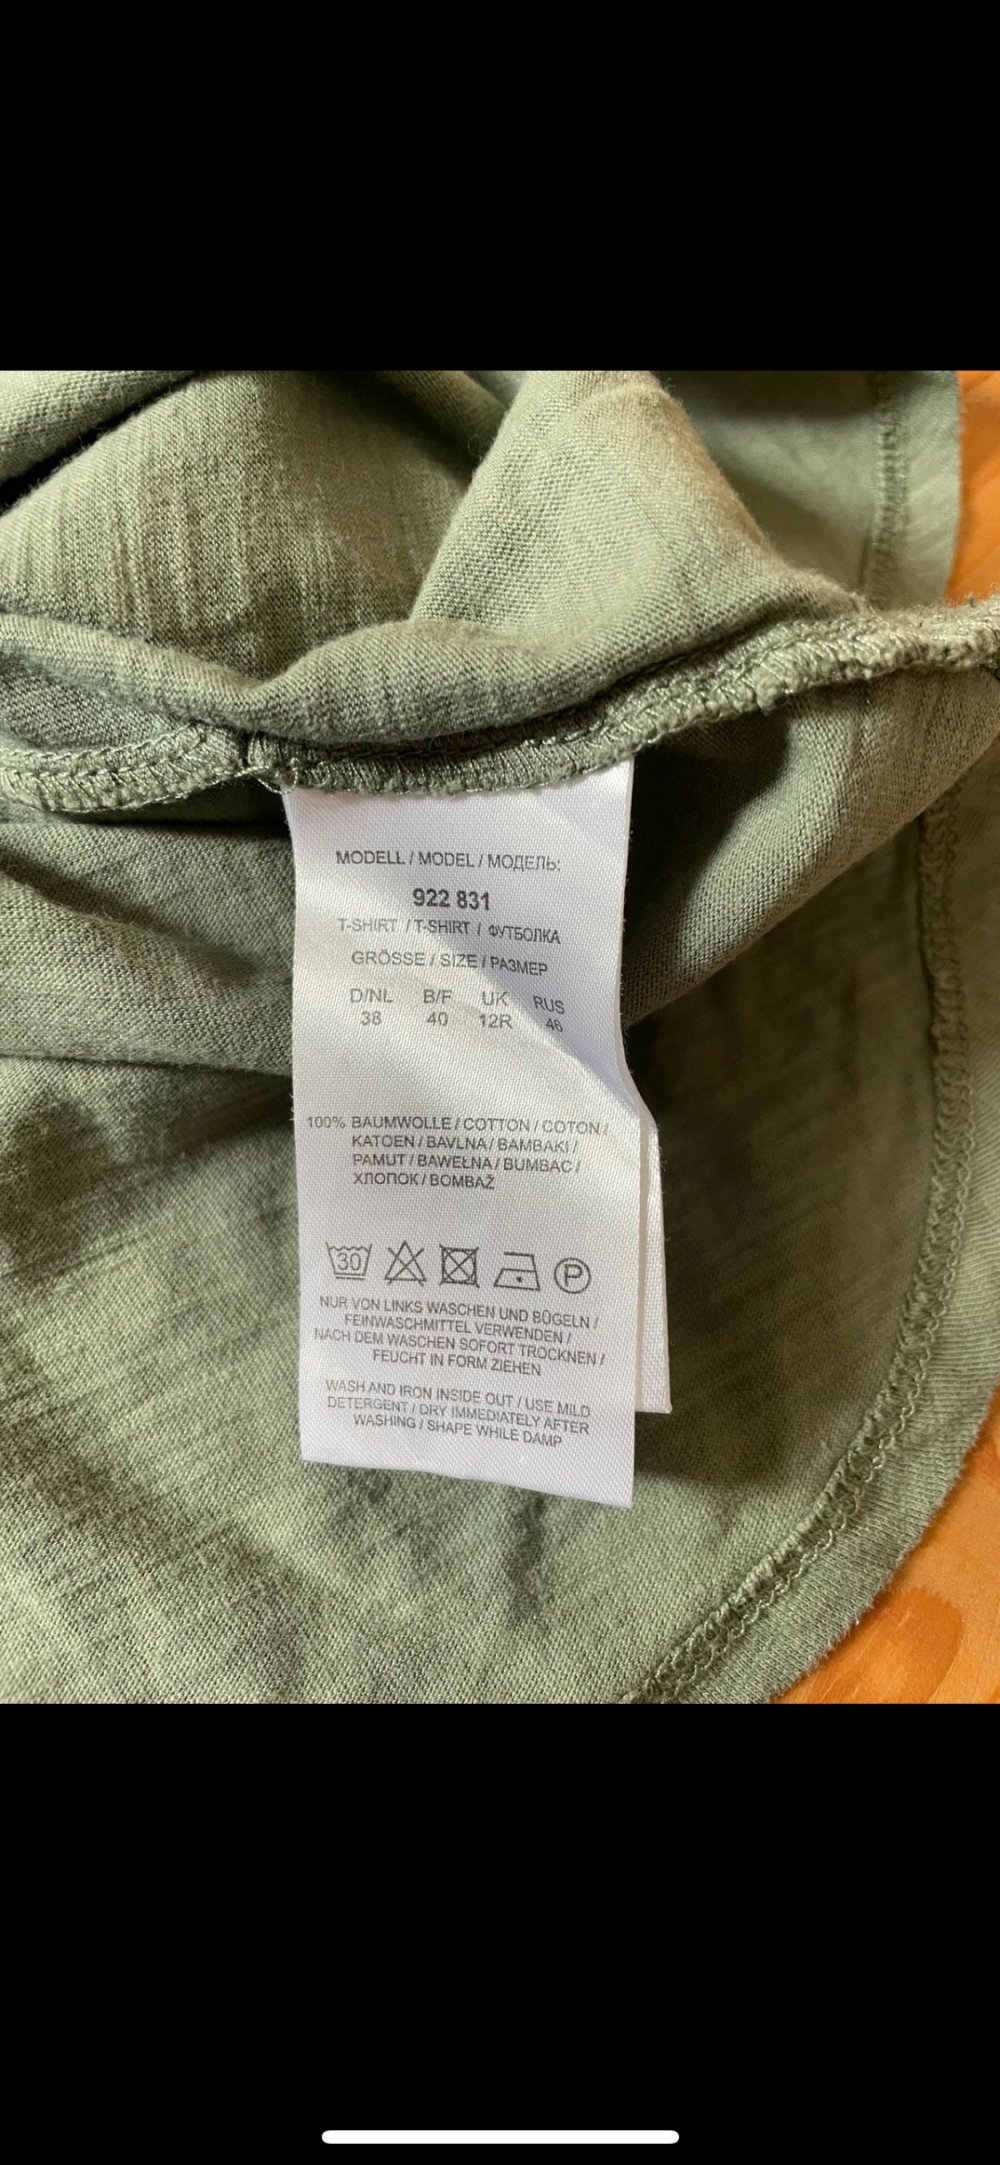 MODELL / MODEL / МОДЕЛЬ:
922 831
T-SHIRT / T-SHIRT / ФУТБОЛКА
GRÖSSE / SIZE / РАЗМЕР
D/NL B/F UK RUS
38 40 12R 46
100% BAUMWOLLE / COTTON / COTON /
KATOEN / BAVLNA / BAMBAKI /
PAMUT / BAWEŁNA / BUMBAC /
ХЛОПОК / BOMBAŽ
30 P
NUR VON LINKS WASCHEN UND BÜGELN /
FEINWASCHMITTEL VERWENDEN /
NACH DEM WASCHEN SOFORT TROCKNEN /
FEUCHT IN FORM ZIEHEN
WASH AND IRON INSIDE OUT / USE MILD
DETERGENT / DRY IMMEDIATELY AFTER
WASHING / SHAPE WHILE DAMP